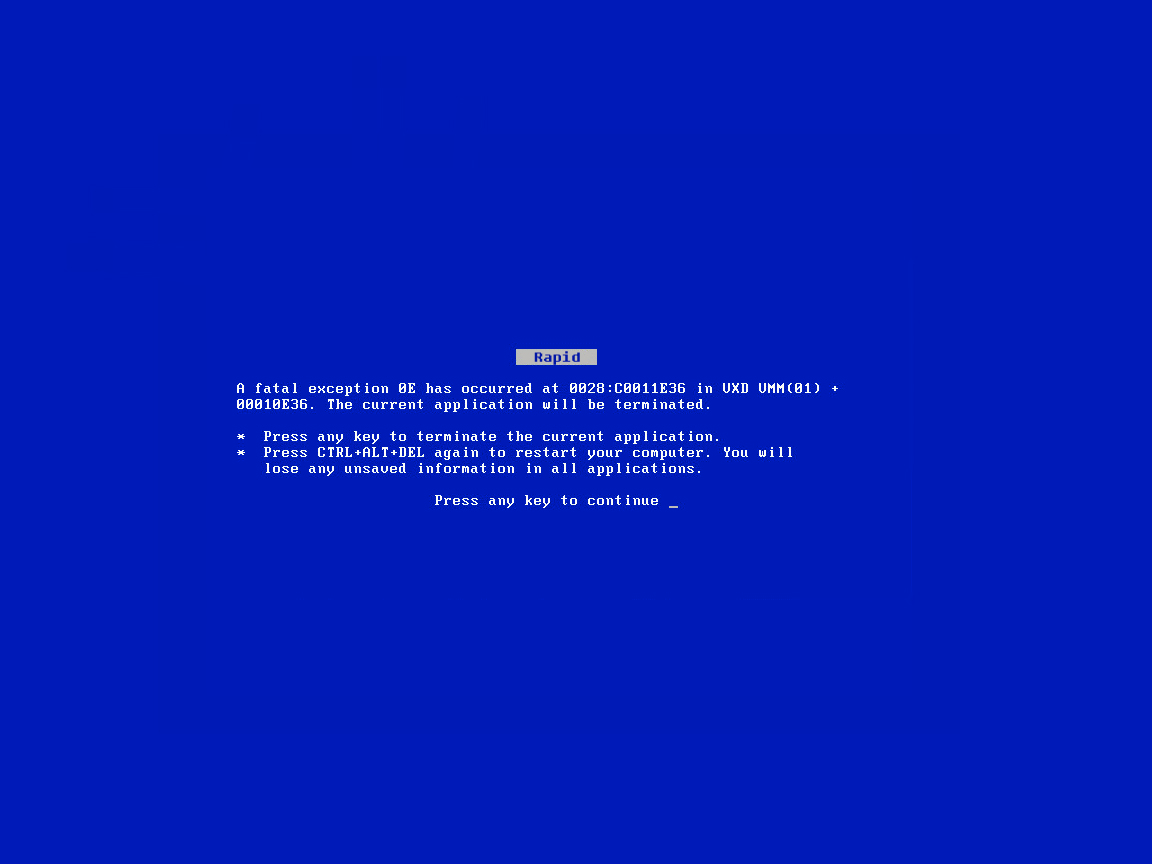 Rapid
A fatal exception 0E has occurred at 0028:C0011E36 in VXD VMM(01) +
00010E36. The current application will be terminated.
*  Press any key to terminate the current application.
*  Press CTRL+ALT+DEL again to restart your computer. You will
lose any unsaved information in all applications.
Press any key to continue _